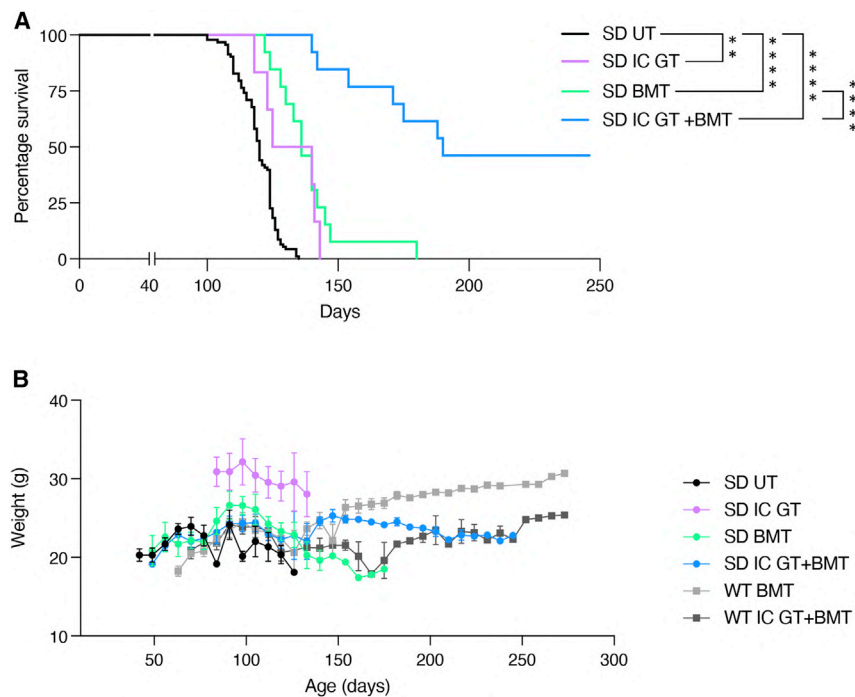 A
Percentage survival
100
75
50
25
0
0 40 100 150 200 250
Days
SD UT
SD IC GT
SD BMT
SD IC GT +BMT
**
****
****
****
B
Weight (g)
40
30
20
10
50 100 150 200 250 300
Age (days)
SD UT
SD IC GT
SD BMT
SD IC GT+BMT
WT BMT
WT IC GT+BMT